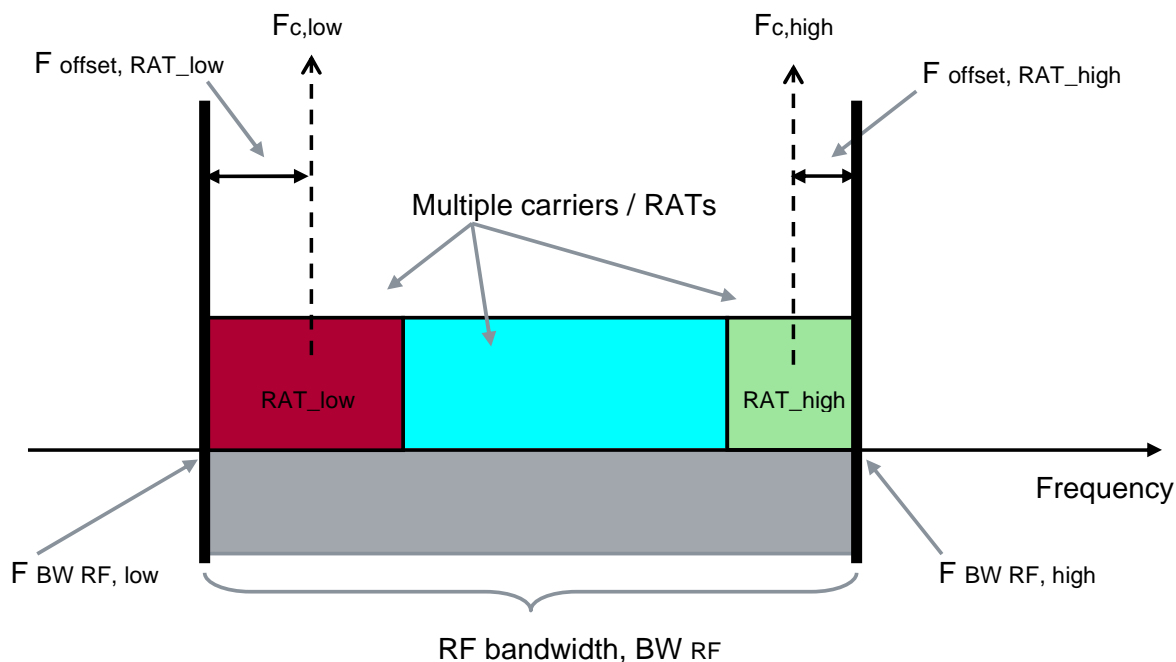 Fc,low
Fc,high
F offset, RAT_low
F offset, RAT_high
Multiple carriers / RATs
RAT_low
RAT_high
Frequency
F BW RF, low
F BW RF, high
RF bandwidth, BW RF